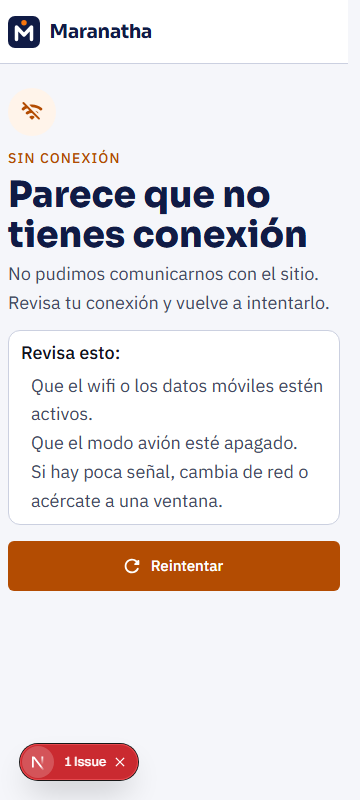 Maranatha
SIN CONEXIÓN
Parece que no
tienes conexión
No pudimos comunicarnos con el sitio.
Revisa tu conexión y vuelve a intentarlo.
Revisa esto:
Que el wifi o los datos móviles estén
activos.
Que el modo avión esté apagado.
Si hay poca señal, cambia de red o
acércate a una ventana.
Reintentar
N 1 Issue